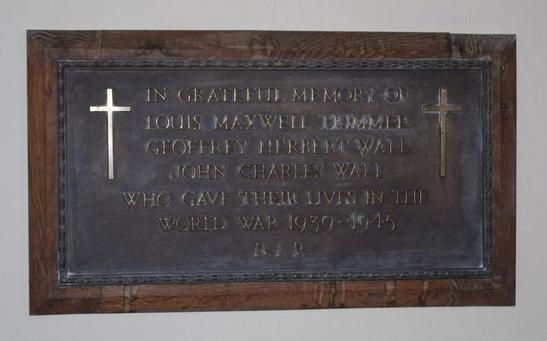 IN GRATEFUL MEMORY OF
LOUIS MAXWELL TRIMMER
GEOFFREY HERBERT WALL
JOHN CHARLES WALL
WHO GAVE THEIR LIVES IN THE
WORLD WAR 1939-1945
R.I.P.